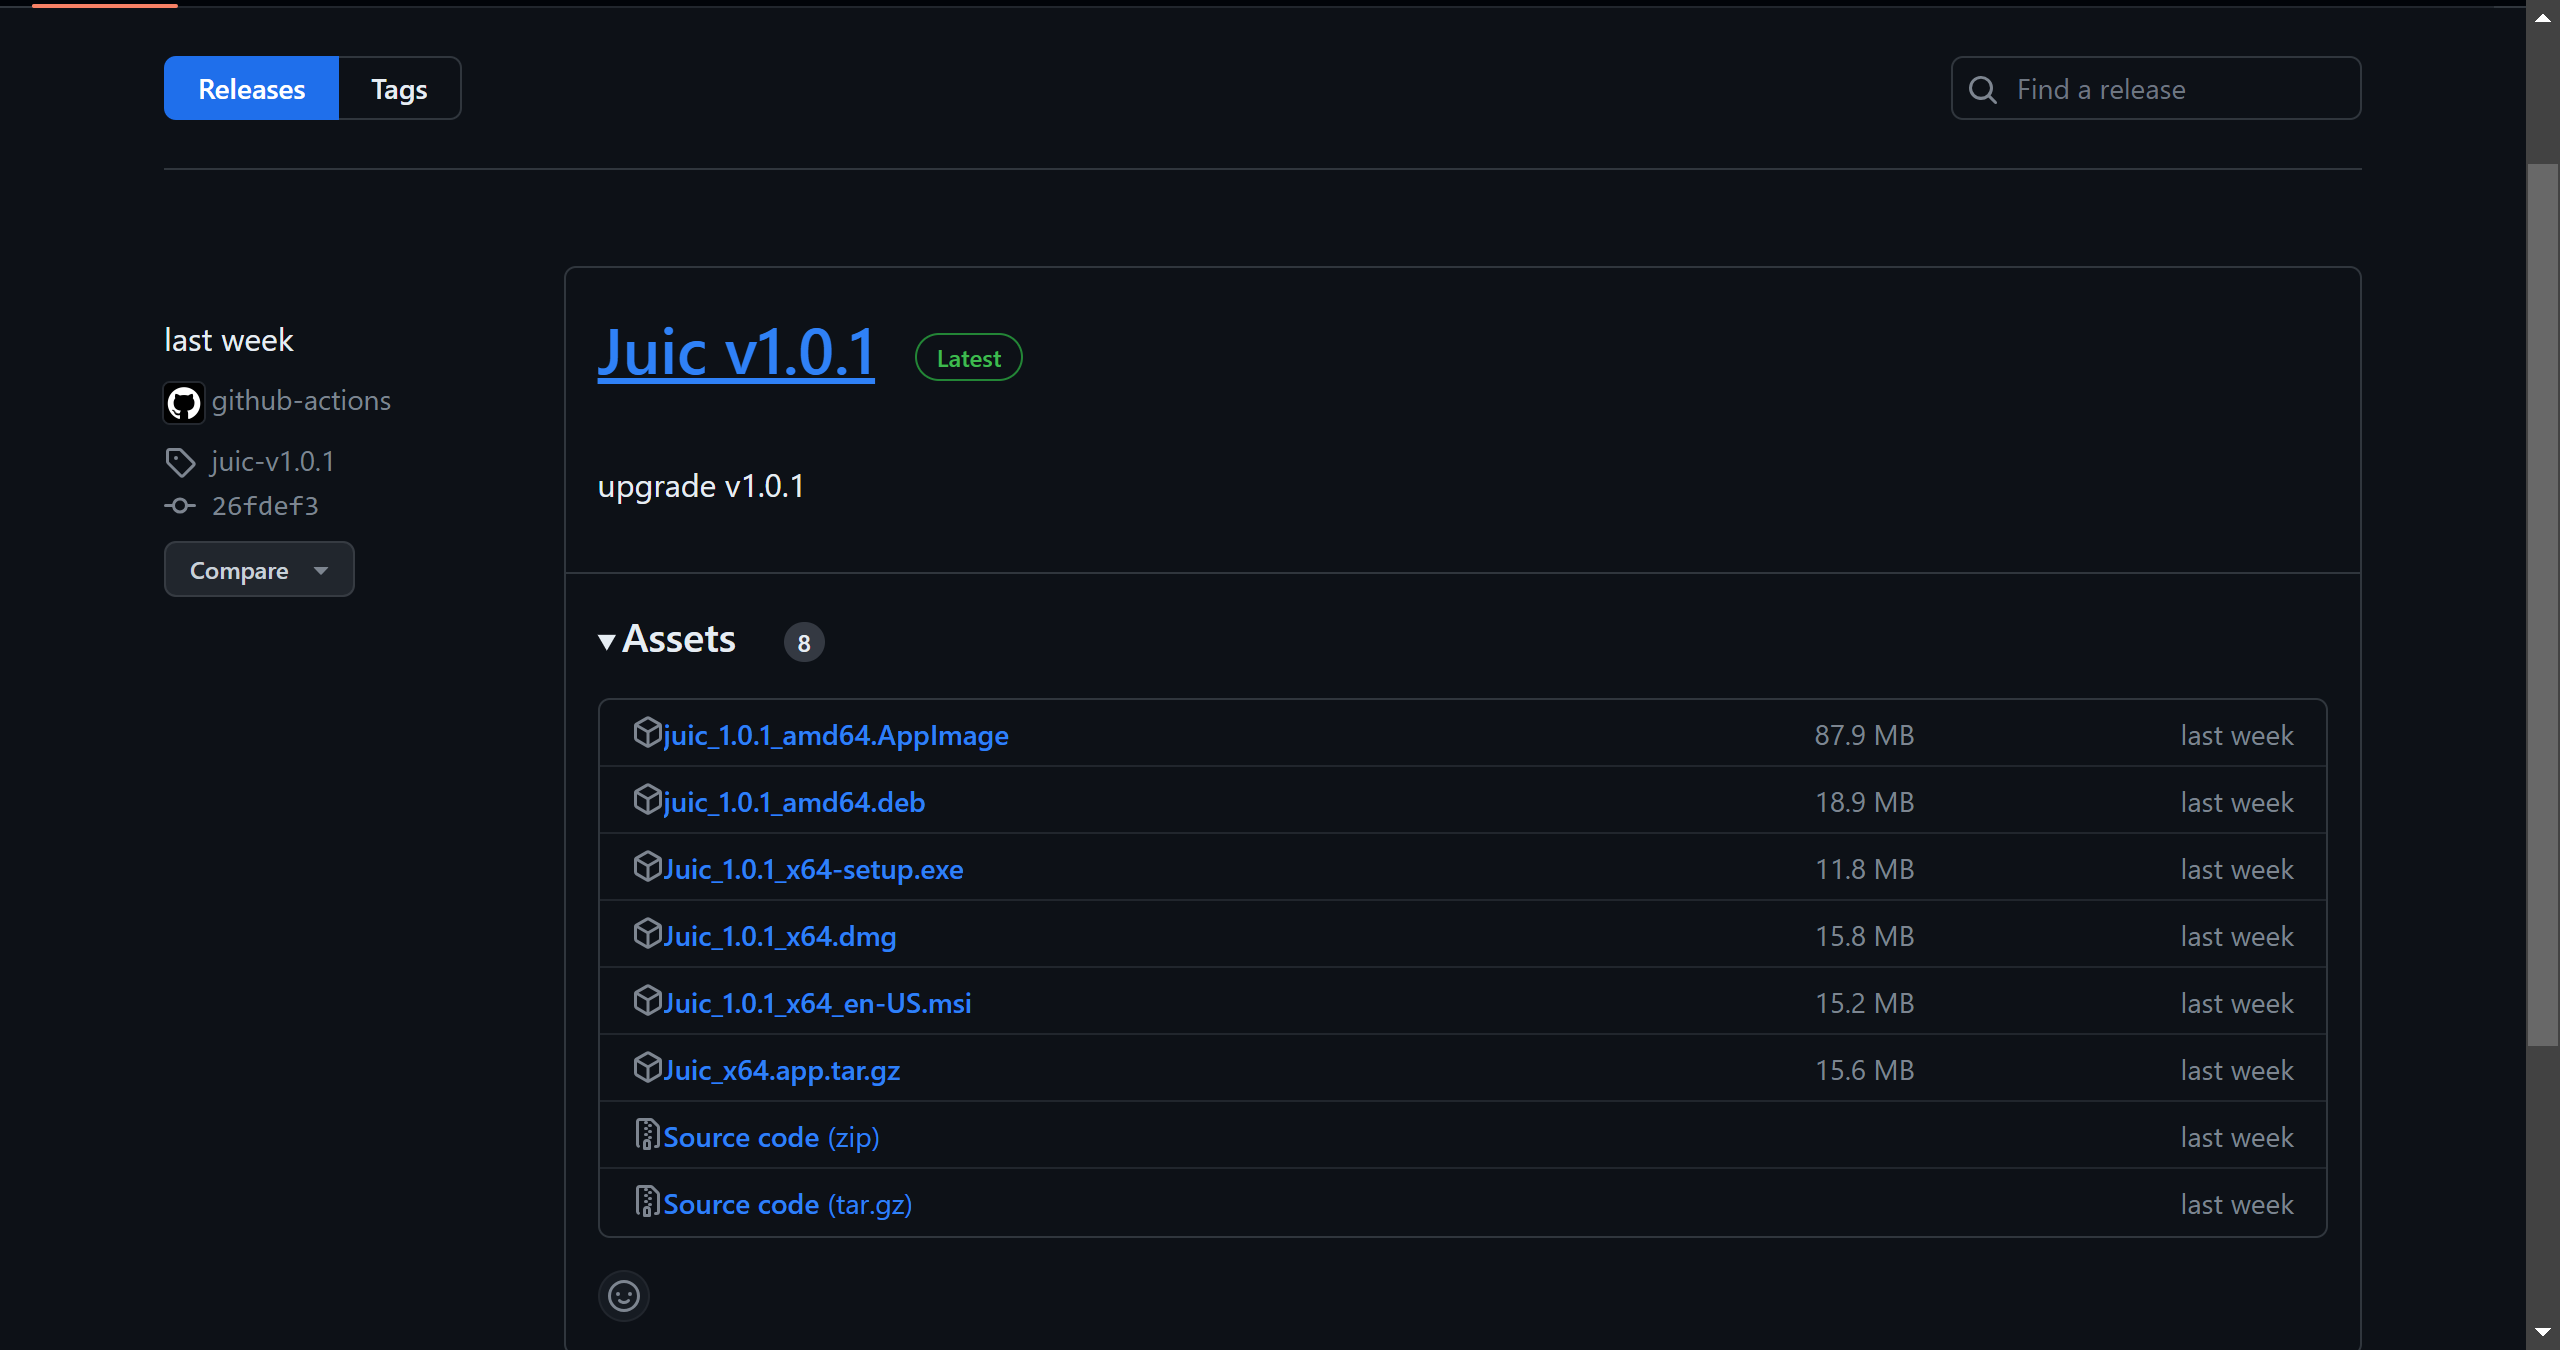 Releases
Tags
Find a release
last week
github-actions
juic-v1.0.1
26fdef3
Compare
Juic v1.0.1
Latest
upgrade v1.0.1
Assets 8
juic_1.0.1_amd64.AppImage 87.9 MB last week
juic_1.0.1_amd64.deb 18.9 MB last week
Juic_1.0.1_x64-setup.exe 11.8 MB last week
Juic_1.0.1_x64.dmg 15.8 MB last week
Juic_1.0.1_x64_en-US.msi 15.2 MB last week
Juic_x64.app.tar.gz 15.6 MB last week
Source code (zip) last week
Source code (tar.gz) last week